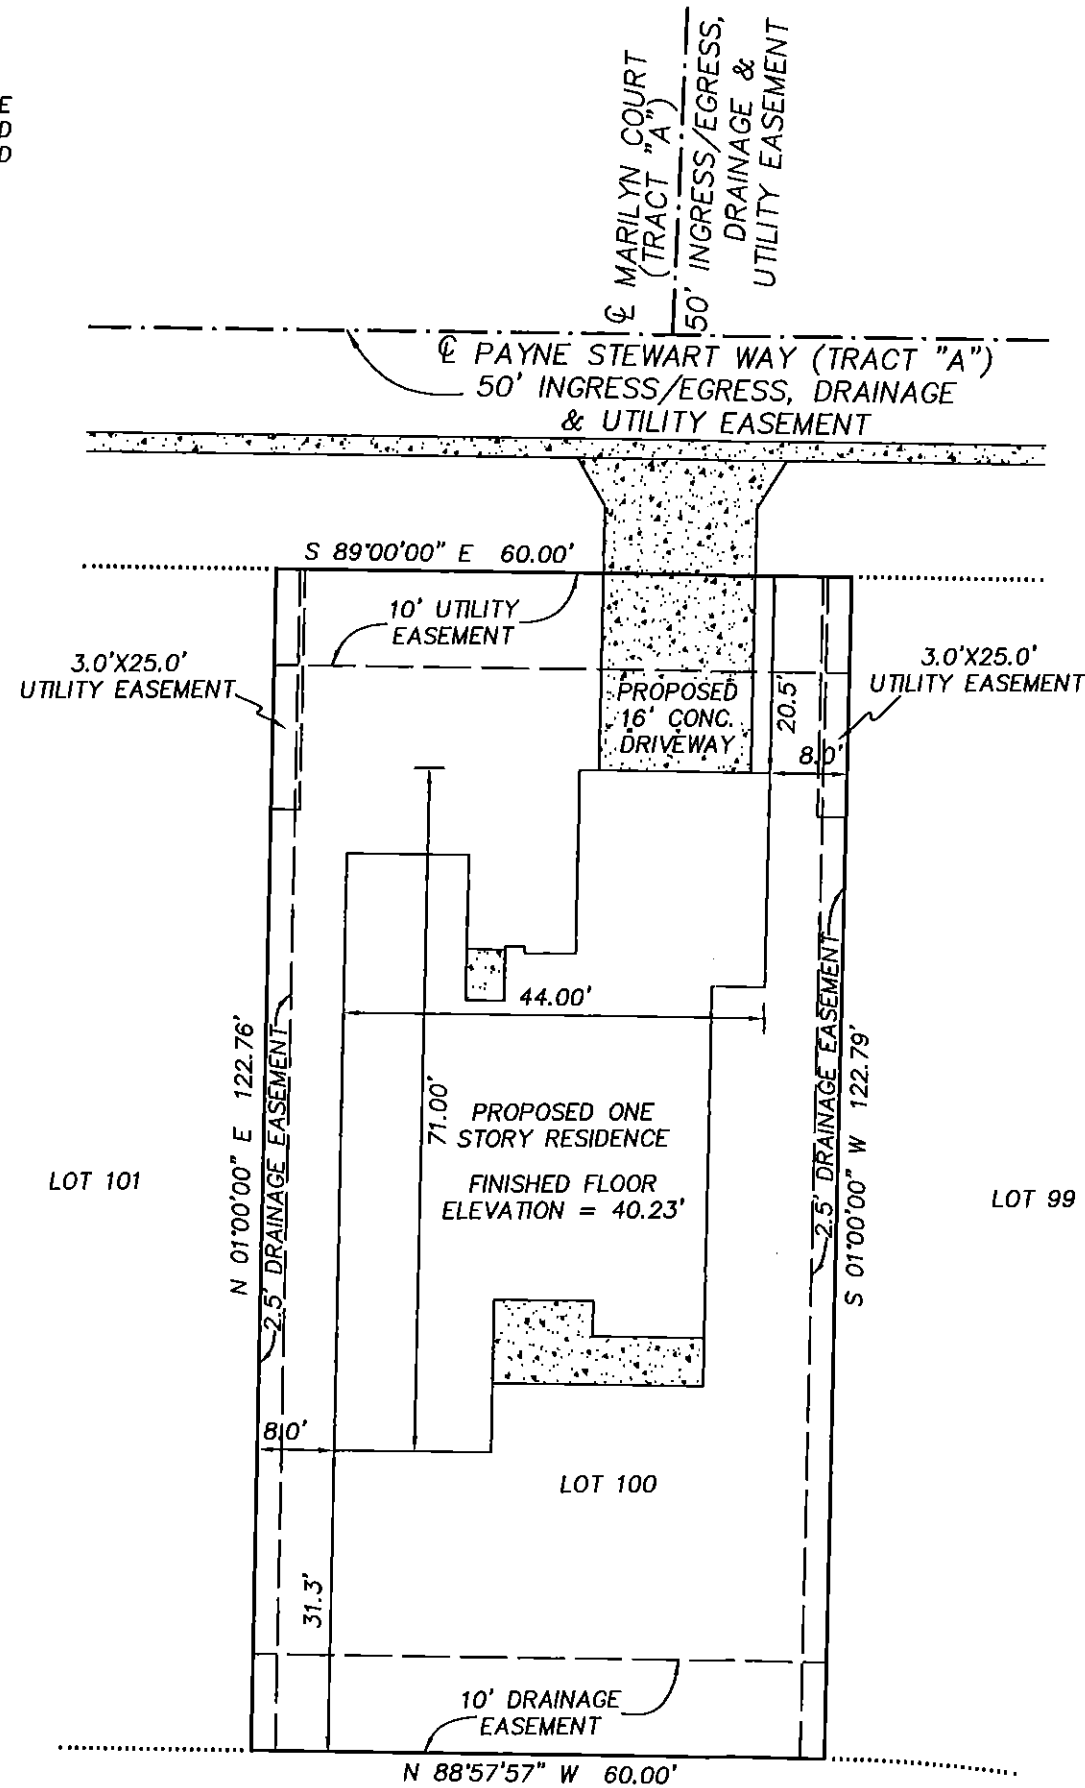 E
D
D
℄ MARILYN COURT
(TRACT "A")
50' INGRESS/EGRESS,
DRAINAGE &
UTILITY EASEMENT
℄ PAYNE STEWART WAY (TRACT "A")
50' INGRESS/EGRESS, DRAINAGE
& UTILITY EASEMENT
S 89°00'00" E 60.00'
10' UTILITY
EASEMENT
3.0'X25.0'
UTILITY EASEMENT
3.0'X25.0'
UTILITY EASEMENT
PROPOSED
16' CONC.
DRIVEWAY
20.5'
8.0'
44.00'
71.00'
PROPOSED ONE
STORY RESIDENCE
FINISHED FLOOR
ELEVATION = 40.23'
N 01°00'00" E 122.76'
2.5' DRAINAGE EASEMENT
2.5' DRAINAGE EASEMENT
S 01°00'00" W 122.79'
LOT 101
LOT 99
8.0'
LOT 100
31.3'
10' DRAINAGE
EASEMENT
N 88°57'57" W 60.00'